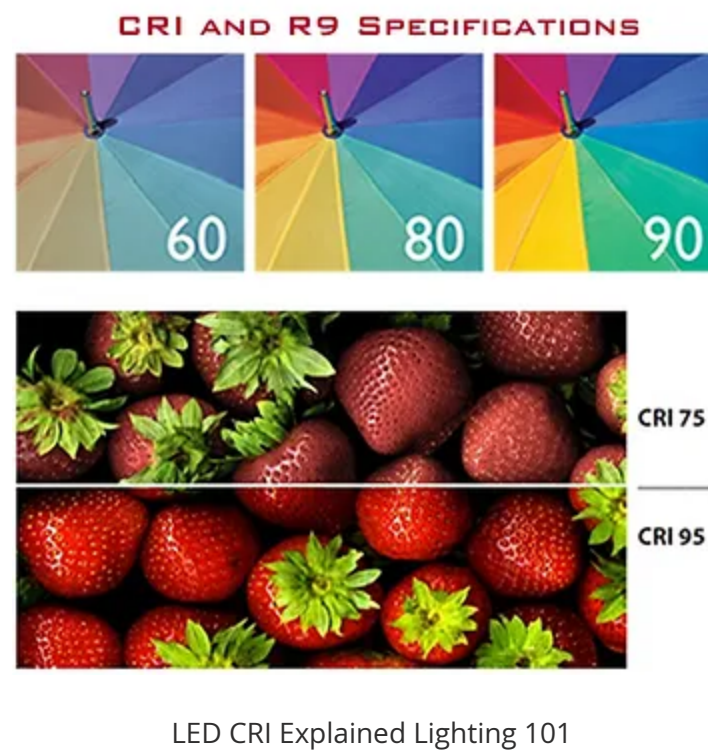 CRI AND R9 SPECIFICATIONS
60
80
90
CRI 75
CRI 95
LED CRI Explained Lighting 101